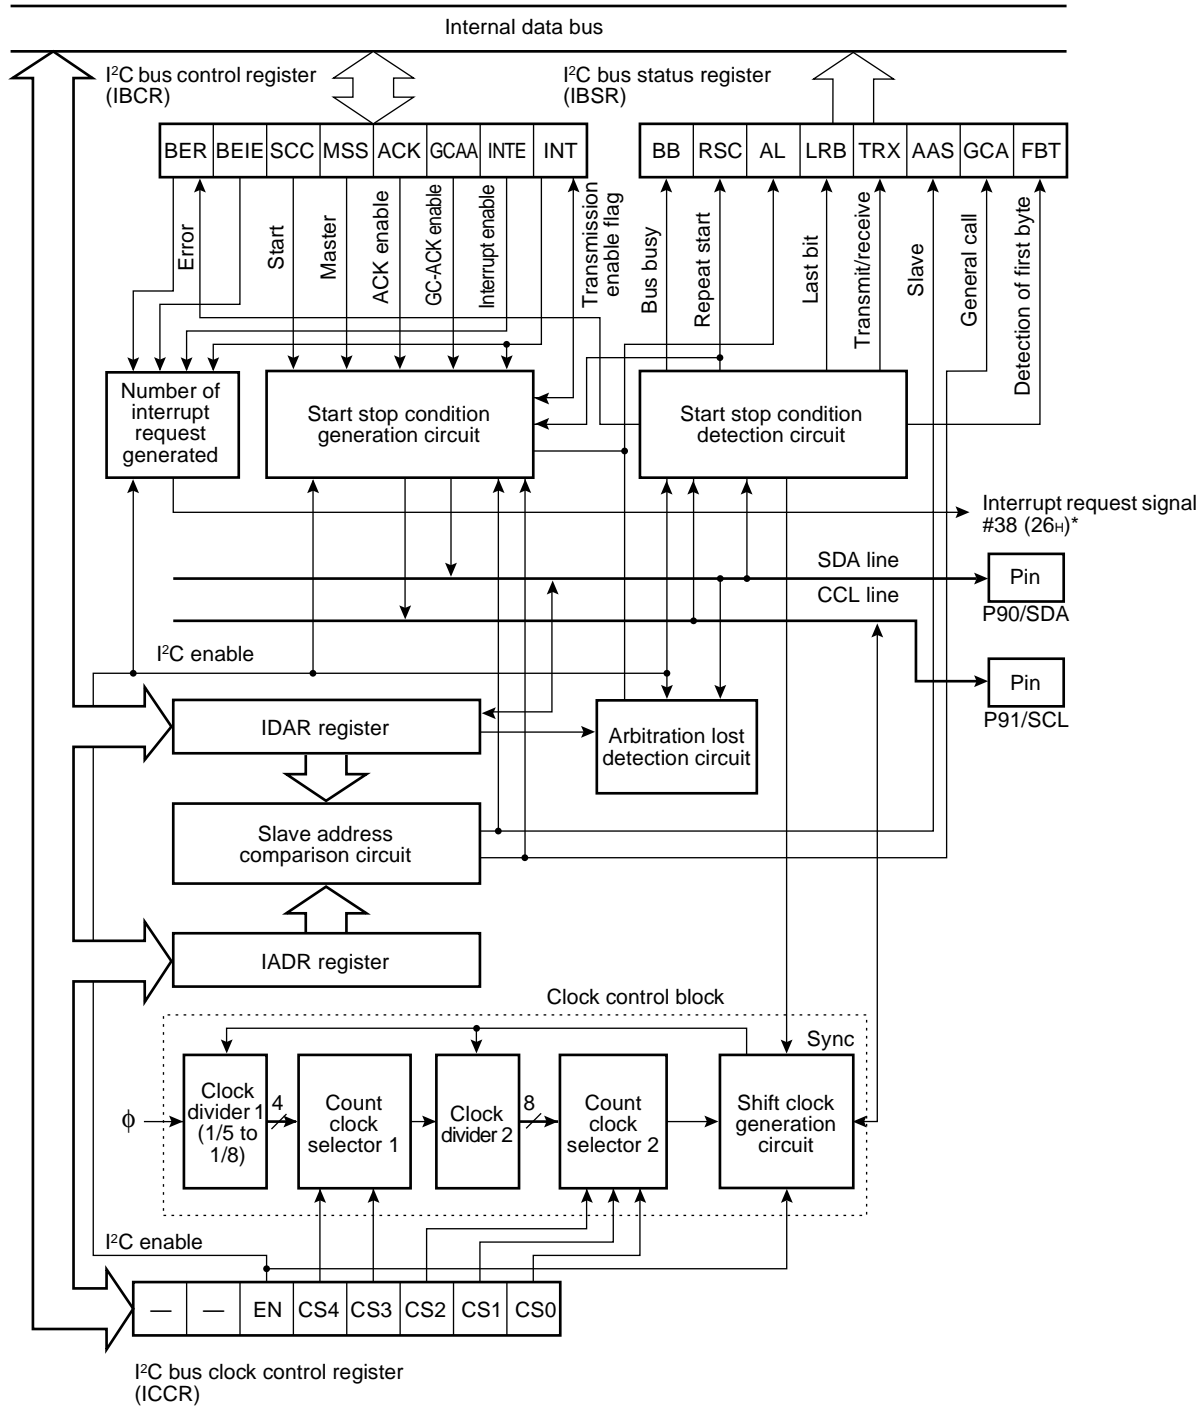 Internal data bus
I²C bus control register
(IBCR)
I²C bus status register
(IBSR)
BER BEIE SCC MSS ACK GCAA INTE INT
BB RSC AL LRB TRX AAS GCA FBT
Error
Start
Master
ACK enable
GC-ACK enable
Interrupt enable
Transmission
enable flag
Bus busy
Repeat start
Last bit
Transmit/receive
Slave
General call
Detection of first byte
Number of
interrupt
request
generated
Start stop condition
generation circuit
Start stop condition
detection circuit
Interrupt request signal
#38 (26H)*
SDA line
Pin
P90/SDA
CCL line
Pin
P91/SCL
I²C enable
IDAR register
Arbitration lost
detection circuit
Slave address
comparison circuit
IADR register
Clock control block
Sync
ϕ
Clock
divider 1
(1/5 to
1/8)
4
Count
clock
selector 1
Clock
divider 2
8
Count
clock
selector 2
Shift clock
generation
circuit
I²C enable
— — EN CS4 CS3 CS2 CS1 CS0
I²C bus clock control register
(ICCR)